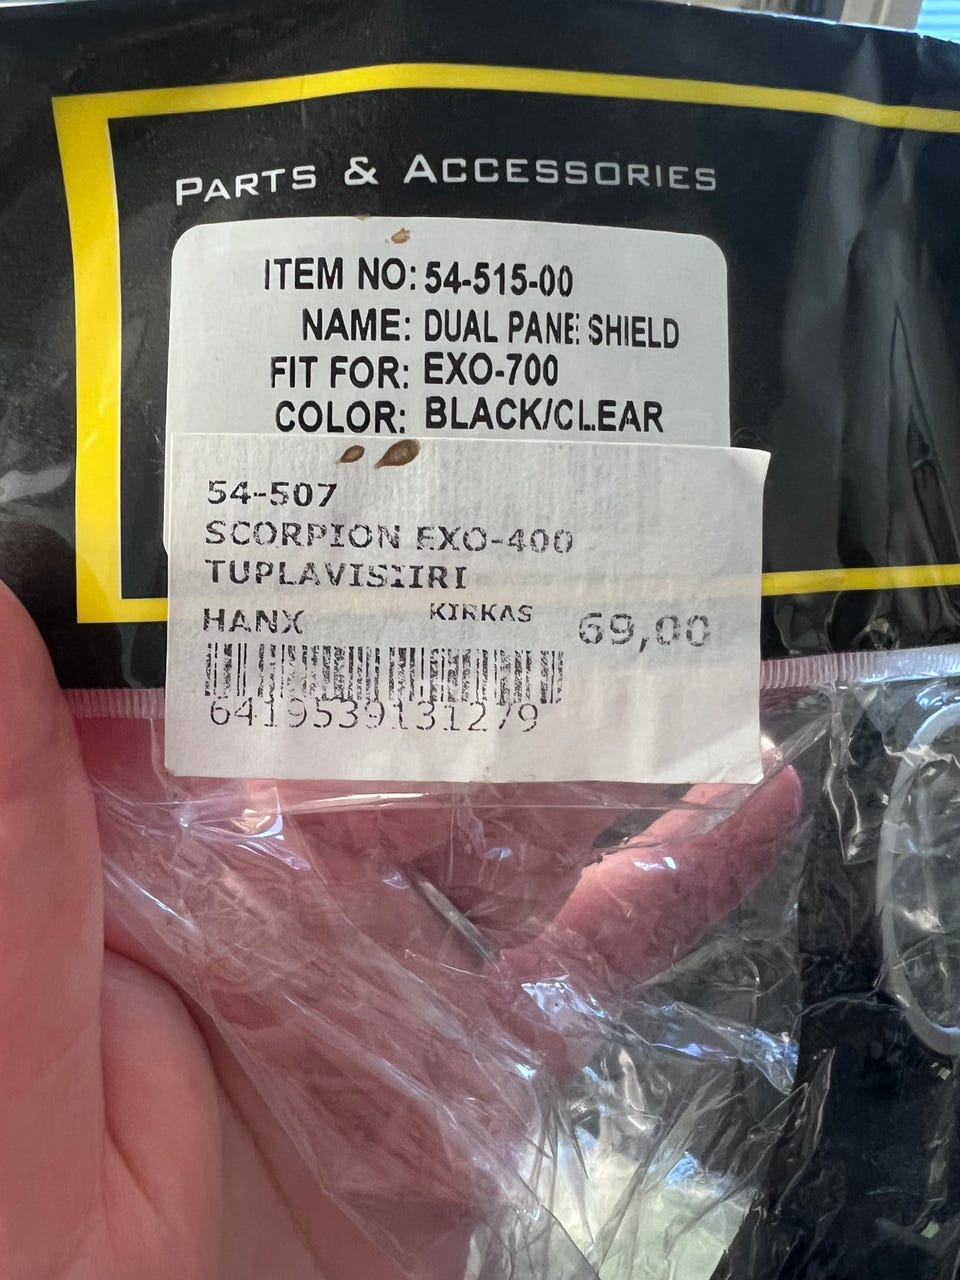 PARTS & ACCESSORIES
ITEM NO: 54-515-00
NAME: DUAL PANE SHIELD
FIT FOR: EXO-700
COLOR: BLACK/CLEAR
54-507
SCORPION EXO-400
TUPLAVISIIRI
HANX KIRKAS 69,00
6419539131279